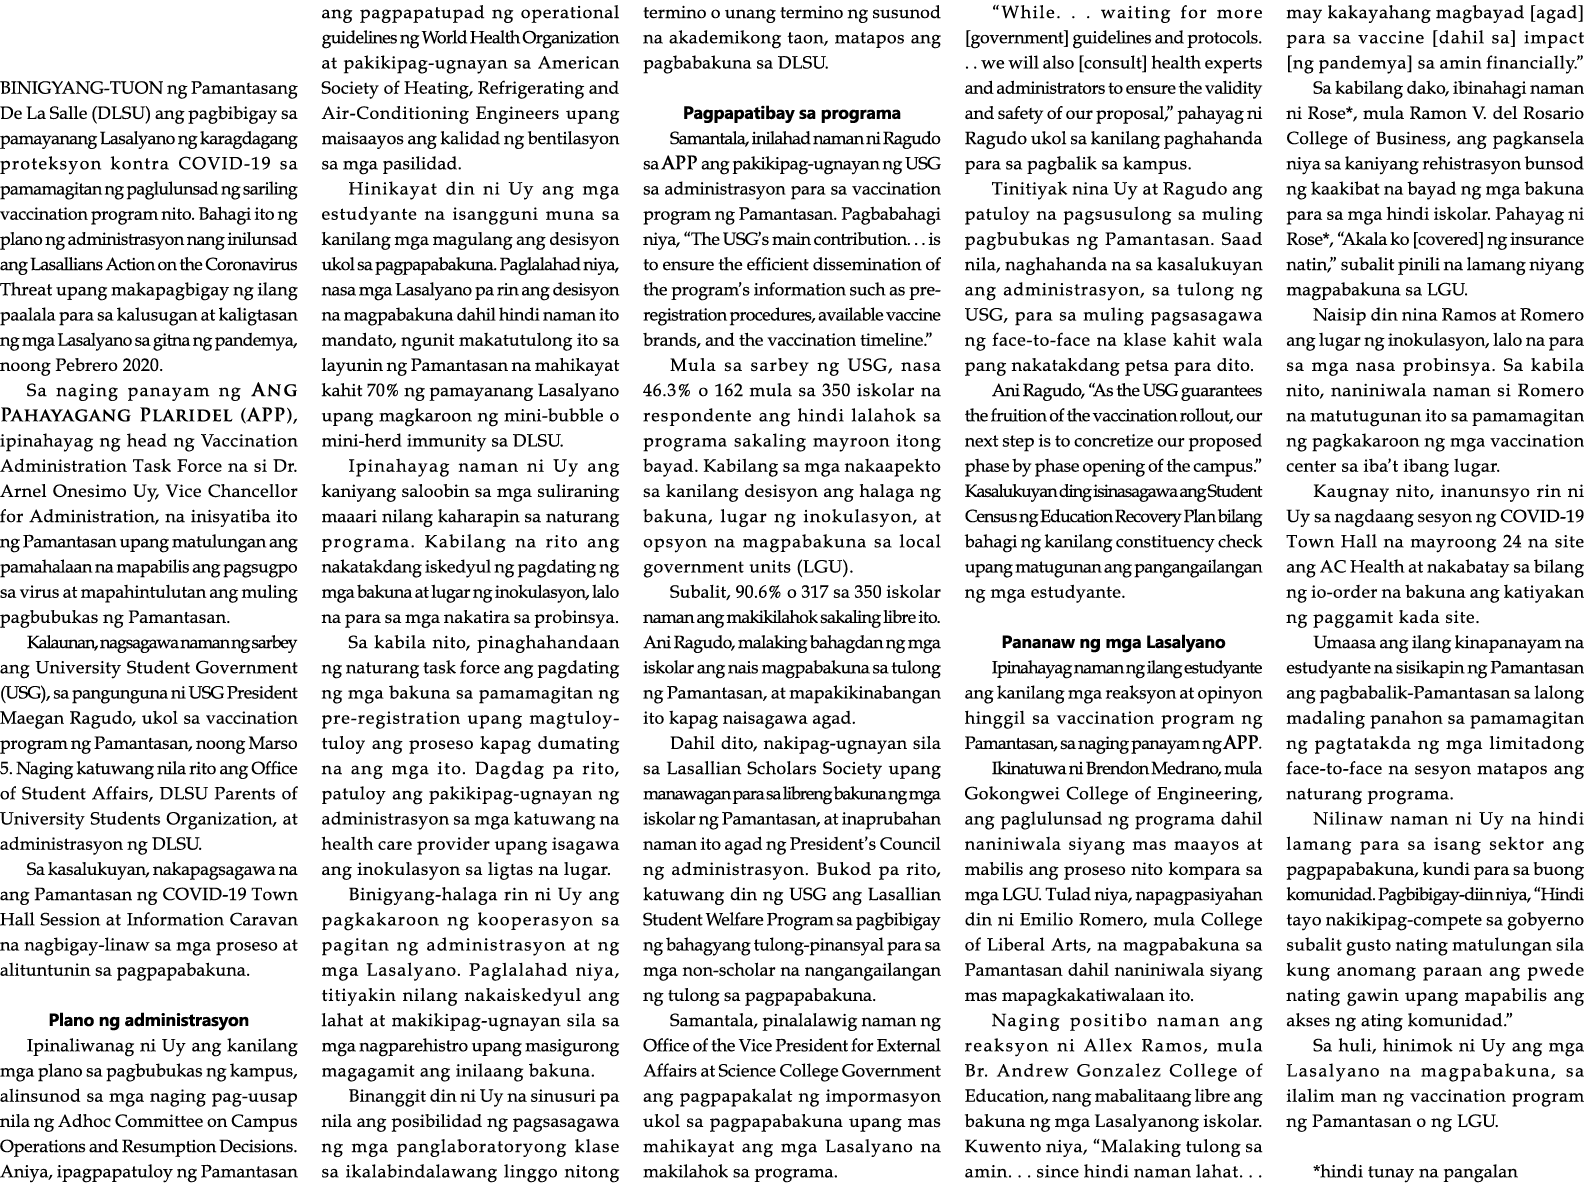 BINIGYANG-TUON ng Pamantasang
De La Salle (DLSU) ang pagbibigay sa
pamayanang Lasalyano ng karagdagang
proteksyon kontra COVID-19 sa
pamamagitan ng paglulunsad ng sariling
vaccination program nito. Bahagi ito ng
plano ng administrasyon nang inilunsad
ang Lasallians Action on the Coronavirus
Threat upang makapagbigay ng ilang
paalala para sa kalusugan at kaligtasan
ng mga Lasalyano sa gitna ng pandemya,
noong Pebrero 2020.
Sa naging panayam ng ANG
PAHAYAGANG PLARIDEL (APP),
ipinahayag ng head ng Vaccination
Administration Task Force na si Dr.
Arnel Onesimo Uy, Vice Chancellor
for Administration, na inisyatiba ito
ng Pamantasan upang matulungan ang
pamahalaan na mapabilis ang pagsugpo
sa virus at mapahintulutan ang muling
pagbubukas ng Pamantasan.
Kalaunan, nagsagawa naman ng sarbey
ang University Student Government
(USG), sa pangunguna ni USG President
Maegan Ragudo, ukol sa vaccination
program ng Pamantasan, noong Marso
5. Naging katuwang nila rito ang Office
of Student Affairs, DLSU Parents of
University Students Organization, at
administrasyon ng DLSU.
Sa kasalukuyan, nakapagsagawa na
ang Pamantasan ng COVID-19 Town
Hall Session at Information Caravan
na nagbigay-linaw sa mga proseso at
alituntunin sa pagpapabakuna.
Plano ng administrasyon
Ipinaliwanag ni Uy ang kanilang
mga plano sa pagbubukas ng kampus,
alinsunod sa mga naging pag-uusap
nila ng Adhoc Committee on Campus
Operations and Resumption Decisions.
Aniya, ipagpapatuloy ng Pamantasan
ang pagpapatupad ng operational
guidelines ng World Health Organization
at pakikipag-ugnayan sa American
Society of Heating, Refrigerating and
Air-Conditioning Engineers upang
maisaayos ang kalidad ng bentilasyon
sa mga pasilidad.
Hinikayat din ni Uy ang mga
estudyante na isangguni muna sa
kanilang mga magulang ang desisyon
ukol sa pagpapabakuna. Paglalahad niya,
nasa mga Lasalyano pa rin ang desisyon
na magpabakuna dahil hindi naman ito
mandato, ngunit makatutulong ito sa
layunin ng Pamantasan na mahikayat
kahit 70% ng pamayanang Lasalyano
upang magkaroon ng mini-bubble o
mini-herd immunity sa DLSU.
Ipinahayag naman ni Uy ang
kaniyang saloobin sa mga suliraning
maaari nilang kaharapin sa naturang
programa. Kabilang na rito ang
nakatakdang iskedyul ng pagdating ng
mga bakuna at lugar ng inokulasyon, lalo
na para sa mga nakatira sa probinsya.
Sa kabila nito, pinaghahandaan
ng naturang task force ang pagdating
ng mga bakuna sa pamamagitan ng
pre-registration upang magtuloy-
tuloy ang proseso kapag dumating
na ang mga ito. Dagdag pa rito,
patuloy ang pakikipag-ugnayan ng
administrasyon sa mga katuwang na
health care provider upang isagawa
ang inokulasyon sa ligtas na lugar.
Binigyang-halaga rin ni Uy ang
pagkakaroon ng kooperasyon sa
pagitan ng administrasyon at ng
mga Lasalyano. Paglalahad niya,
titiyakin nilang nakaiskedyul ang
lahat at makikipag-ugnayan sila sa
mga nagparehistro upang masigurong
magagamit ang inilaang bakuna.
Binanggit din ni Uy na sinusuri pa
nila ang posibilidad ng pagsasagawa
ng mga panglaboratoryong klase
sa ikalabindalawang linggo nitong
termino o unang termino ng susunod
na akademikong taon, matapos ang
pagbabakuna sa DLSU.
Pagpapatibay sa programa
Samantala, inilahad naman ni Ragudo
sa APP ang pakikipag-ugnayan ng USG
sa administrasyon para sa vaccination
program ng Pamantasan. Pagbabahagi
niya, “The USG’s main contribution. . . is
to ensure the efficient dissemination of
the program’s information such as pre-
registration procedures, available vaccine
brands, and the vaccination timeline.”
Mula sa sarbey ng USG, nasa
46.3% o 162 mula sa 350 iskolar na
respondente ang hindi lalahok sa
programa sakaling mayroon itong
bayad. Kabilang sa mga nakaapekto
sa kanilang desisyon ang halaga ng
bakuna, lugar ng inokulasyon, at
opsyon na magpabakuna sa local
government units (LGU).
Subalit, 90.6% o 317 sa 350 iskolar
naman ang makikilahok sakaling libre ito.
Ani Ragudo, malaking bahagdan ng mga
iskolar ang nais magpabakuna sa tulong
ng Pamantasan, at mapakikinabangan
ito kapag naisagawa agad.
Dahil dito, nakipag-ugnayan sila
sa Lasallian Scholars Society upang
manawagan para sa libreng bakuna ng mga
iskolar ng Pamantasan, at inaprubahan
naman ito agad ng President’s Council
ng administrasyon. Bukod pa rito,
katuwang din ng USG ang Lasallian
Student Welfare Program sa pagbibigay
ng bahagyang tulong-pinansyal para sa
mga non-scholar na nangangailangan
ng tulong sa pagpapabakuna.
Samantala, pinalalawig naman ng
Office of the Vice President for External
Affairs at Science College Government
ang pagpapakalat ng impormasyon
ukol sa pagpapabakuna upang mas
mahikayat ang mga Lasalyano na
makilahok sa programa.
“While. . . waiting for more
[government] guidelines and protocols.
. . we will also [consult] health experts
and administrators to ensure the validity
and safety of our proposal,” pahayag ni
Ragudo ukol sa kanilang paghahanda
para sa pagbalik sa kampus.
Tinitiyak nina Uy at Ragudo ang
patuloy na pagsusulong sa muling
pagbubukas ng Pamantasan. Saad
nila, naghahanda na sa kasalukuyan
ang administrasyon, sa tulong ng
USG, para sa muling pagsasagawa
ng face-to-face na klase kahit wala
pang nakatakdang petsa para dito.
Ani Ragudo, “As the USG guarantees
the fruition of the vaccination rollout, our
next step is to concretize our proposed
phase by phase opening of the campus.”
Kasalukuyan ding isinasagawa ang Student
Census ng Education Recovery Plan bilang
bahagi ng kanilang constituency check
upang matugunan ang pangangailangan
ng mga estudyante.
Pananaw ng mga Lasalyano
Ipinahayag naman ng ilang estudyante
ang kanilang mga reaksyon at opinyon
hinggil sa vaccination program ng
Pamantasan, sa naging panayam ng APP.
Ikinatuwa ni Brendon Medrano, mula
Gokongwei College of Engineering,
ang paglulunsad ng programa dahil
naniniwala siyang mas maayos at
mabilis ang proseso nito kompara sa
mga LGU. Tulad niya, napagpasiyahan
din ni Emilio Romero, mula College
of Liberal Arts, na magpabakuna sa
Pamantasan dahil naniniwala siyang
mas mapagkakatiwalaan ito.
Naging positibo naman ang
reaksyon ni Allex Ramos, mula
Br. Andrew Gonzalez College of
Education, nang mabalitaang libre ang
bakuna ng mga Lasalyanong iskolar.
Kuwento niya, “Malaking tulong sa
amin. . . since hindi naman lahat. . .
may kakayahang magbayad [agad]
para sa vaccine [dahil sa] impact
[ng pandemya] sa amin financially.”
Sa kabilang dako, ibinahagi naman
ni Rose*, mula Ramon V. del Rosario
College of Business, ang pagkansela
niya sa kaniyang rehistrasyon bunsod
ng kaakibat na bayad ng mga bakuna
para sa mga hindi iskolar. Pahayag ni
Rose*, “Akala ko [covered] ng insurance
natin,” subalit pinili na lamang niyang
magpabakuna sa LGU.
Naisip din nina Ramos at Romero
ang lugar ng inokulasyon, lalo na para
sa mga nasa probinsya. Sa kabila
nito, naniniwala naman si Romero
na matutugunan ito sa pamamagitan
ng pagkakaroon ng mga vaccination
center sa iba’t ibang lugar.
Kaugnay nito, inanunsyo rin ni
Uy sa nagdaang sesyon ng COVID-19
Town Hall na mayroong 24 na site
ang AC Health at nakabatay sa bilang
ng io-order na bakuna ang katiyakan
ng paggamit kada site.
Umaasa ang ilang kinapanayam na
estudyante na sisikapin ng Pamantasan
ang pagbabalik-Pamantasan sa lalong
madaling panahon sa pamamagitan
ng pagtatakda ng mga limitadong
face-to-face na sesyon matapos ang
naturang programa.
Nilinaw naman ni Uy na hindi
lamang para sa isang sektor ang
pagpapabakuna, kundi para sa buong
komunidad. Pagbibigay-diin niya, “Hindi
tayo nakikipag-compete sa gobyerno
subalit gusto nating matulungan sila
kung anomang paraan ang pwede
nating gawin upang mapabilis ang
akses ng ating komunidad.”
Sa huli, hinimok ni Uy ang mga
Lasalyano na magpabakuna, sa
ilalim man ng vaccination program
ng Pamantasan o ng LGU.
*hindi tunay na pangalan